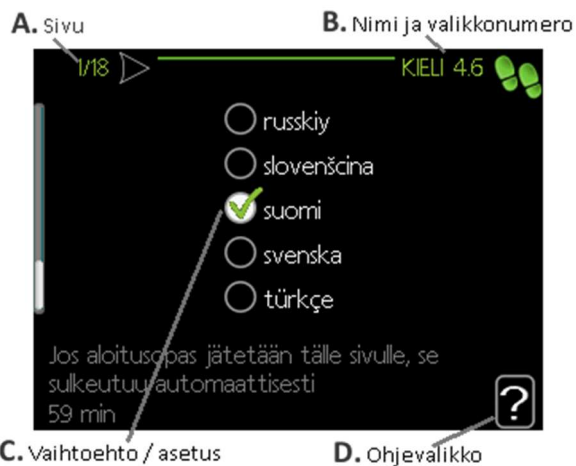 A. Sivu
B. Nimi ja valikkonumero
1/18
KIELI 4.6
russkiy
slovenšcina
suomi
svenska
türkçe
Jos aloitusopas jätetään tälle sivulle, se
sulkeutuu automaattisesti
59 min
?
C. Vaihtoehto / asetus
D. Ohjevalikko